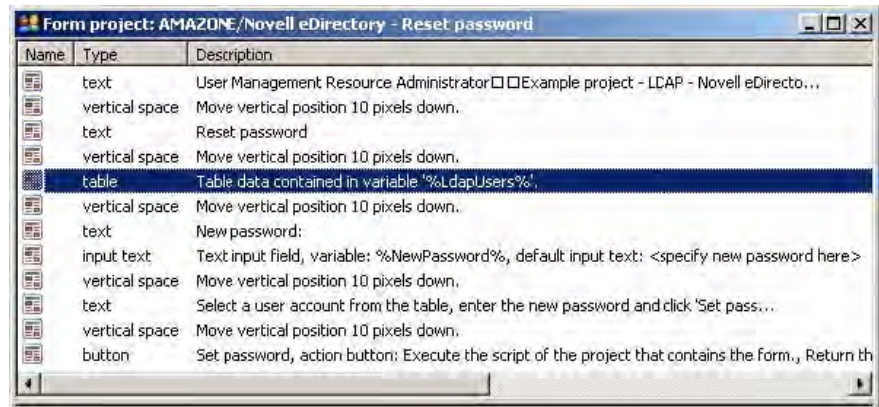 Form project: AMAZONE/Novell eDirectory - Reset password
Name Type Description
text User Management Resource Administrator□□Example project - LDAP - Novell eDirecto...
vertical space Move vertical position 10 pixels down.
text Reset password
vertical space Move vertical position 10 pixels down.
table Table data contained in variable '%LdapUsers%'.
vertical space Move vertical position 10 pixels down.
text New password:
input text Text input field, variable: %NewPassword%, default input text: <specify new password here>
vertical space Move vertical position 10 pixels down.
text Select a user account from the table, enter the new password and click 'Set pass...
vertical space Move vertical position 10 pixels down.
button Set password, action button: Execute the script of the project that contains the form., Return th